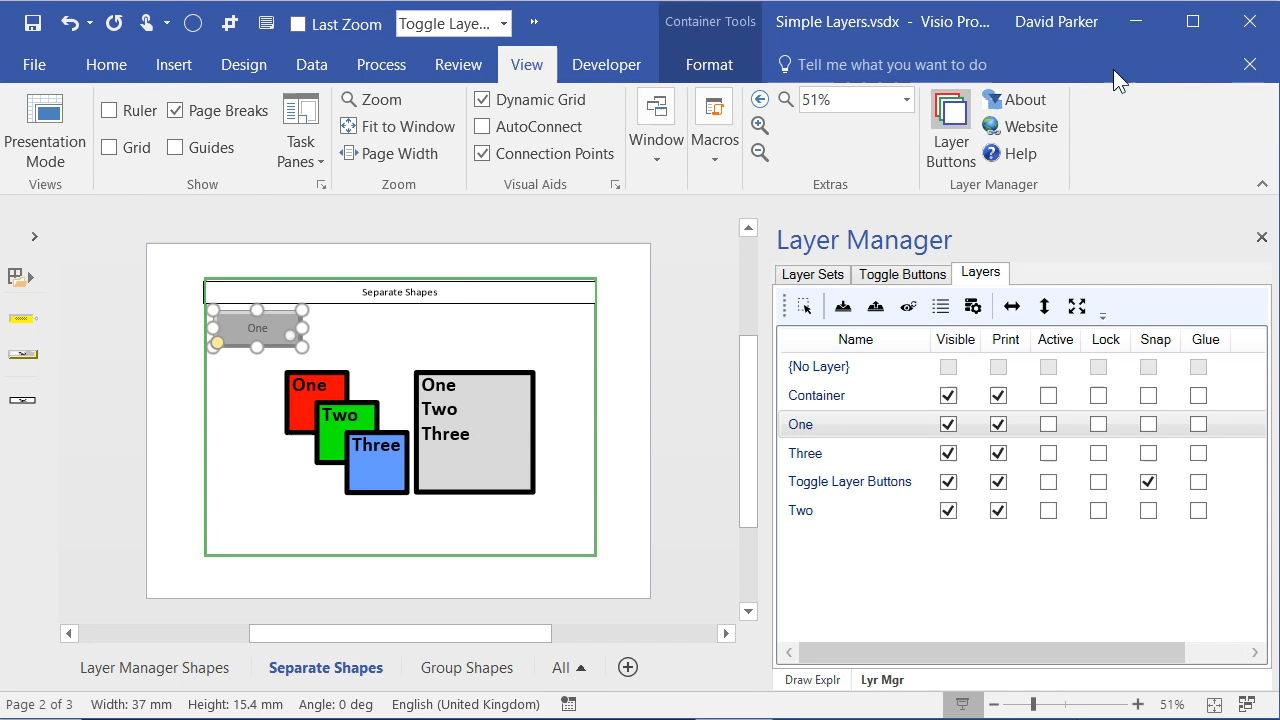 Last Zoom
Toggle Laye...
Container Tools
Simple Layers.vsdx - Visio Pro...
David Parker
File
Home
Insert
Design
Data
Process
Review
View
Developer
Format
Tell me what you want to do
Presentation
Mode
Views
Ruler
Page Breaks
Grid
Guides
Task
Panes
Show
Zoom
Fit to Window
Page Width
Zoom
Dynamic Grid
AutoConnect
Connection Points
Visual Aids
Window
Macros
51%
Extras
Layer
Buttons
About
Website
Help
Layer Manager
Separate Shapes
One
One
Two
Three
One
Two
Three
Layer Manager
Layer Sets
Toggle Buttons
Layers
Name Visible Print Active Lock Snap Glue
{No Layer}
Container
One
Three
Toggle Layer Buttons
Two
Draw Explr
Lyr Mgr
Layer Manager Shapes
Separate Shapes
Group Shapes
All
Page 2 of 3
Width: 37 mm
Height: 15.4 mm
Angle: 0 deg
English (United Kingdom)
51%